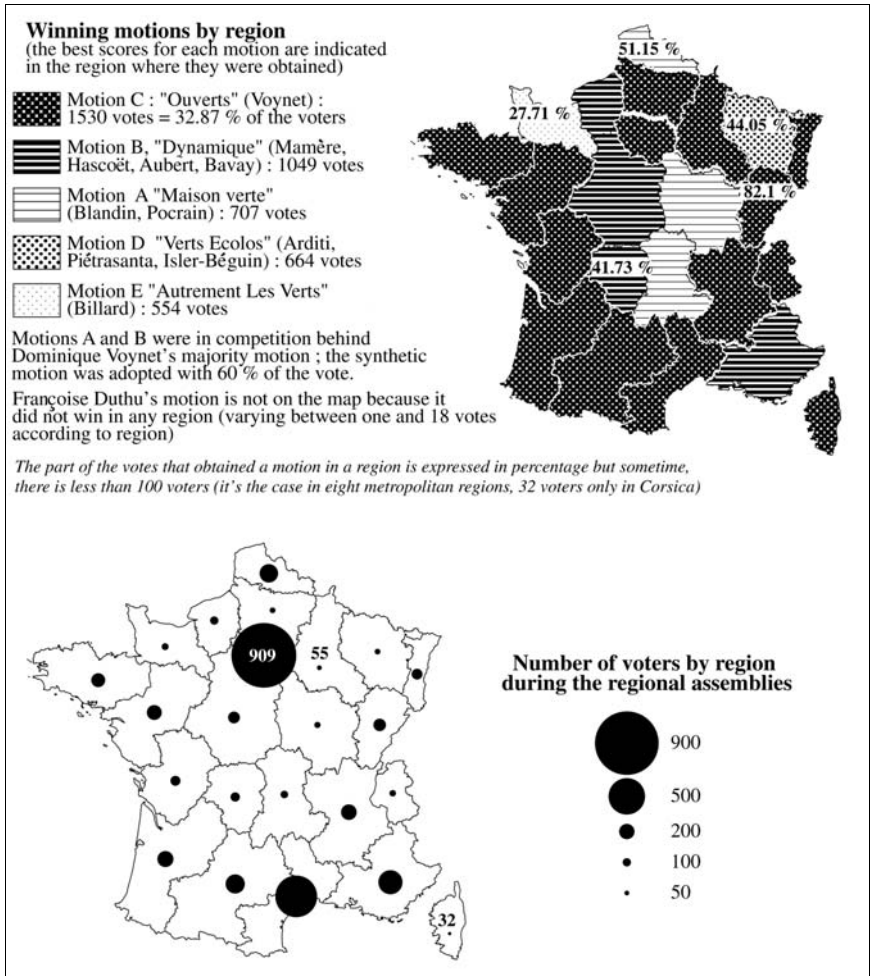 Winning motions by region
(the best scores for each motion are indicated
in the region where they were obtained)
Motion C : "Ouverts" (Voynet) :
1530 votes = 32.87 % of the voters
Motion B, "Dynamique" (Mamère,
Hascoët, Aubert, Bavay) : 1049 votes
Motion A "Maison verte"
(Blandin, Pocrain) : 707 votes
Motion D "Verts Ecolos" (Arditi,
Piétrasanta, Isler-Béguin) : 664 votes
Motion E "Autrement Les Verts"
(Billard) : 554 votes
Motions A and B were in competition behind
Dominique Voynet's majority motion ; the synthetic
motion was adopted with 60 % of the vote.
Françoise Duthu's motion is not on the map because it
did not win in any region (varying between one and 18 votes
according to region)
The part of the votes that obtained a motion in a region is expressed in percentage but sometime,
there is less than 100 voters (it's the case in eight metropolitan regions, 32 voters only in Corsica)
51.15 %
27.71 %
44.05 %
82.1 %
41.73 %
909
55
32
Number of voters by region
during the regional assemblies
900
500
200
100
50